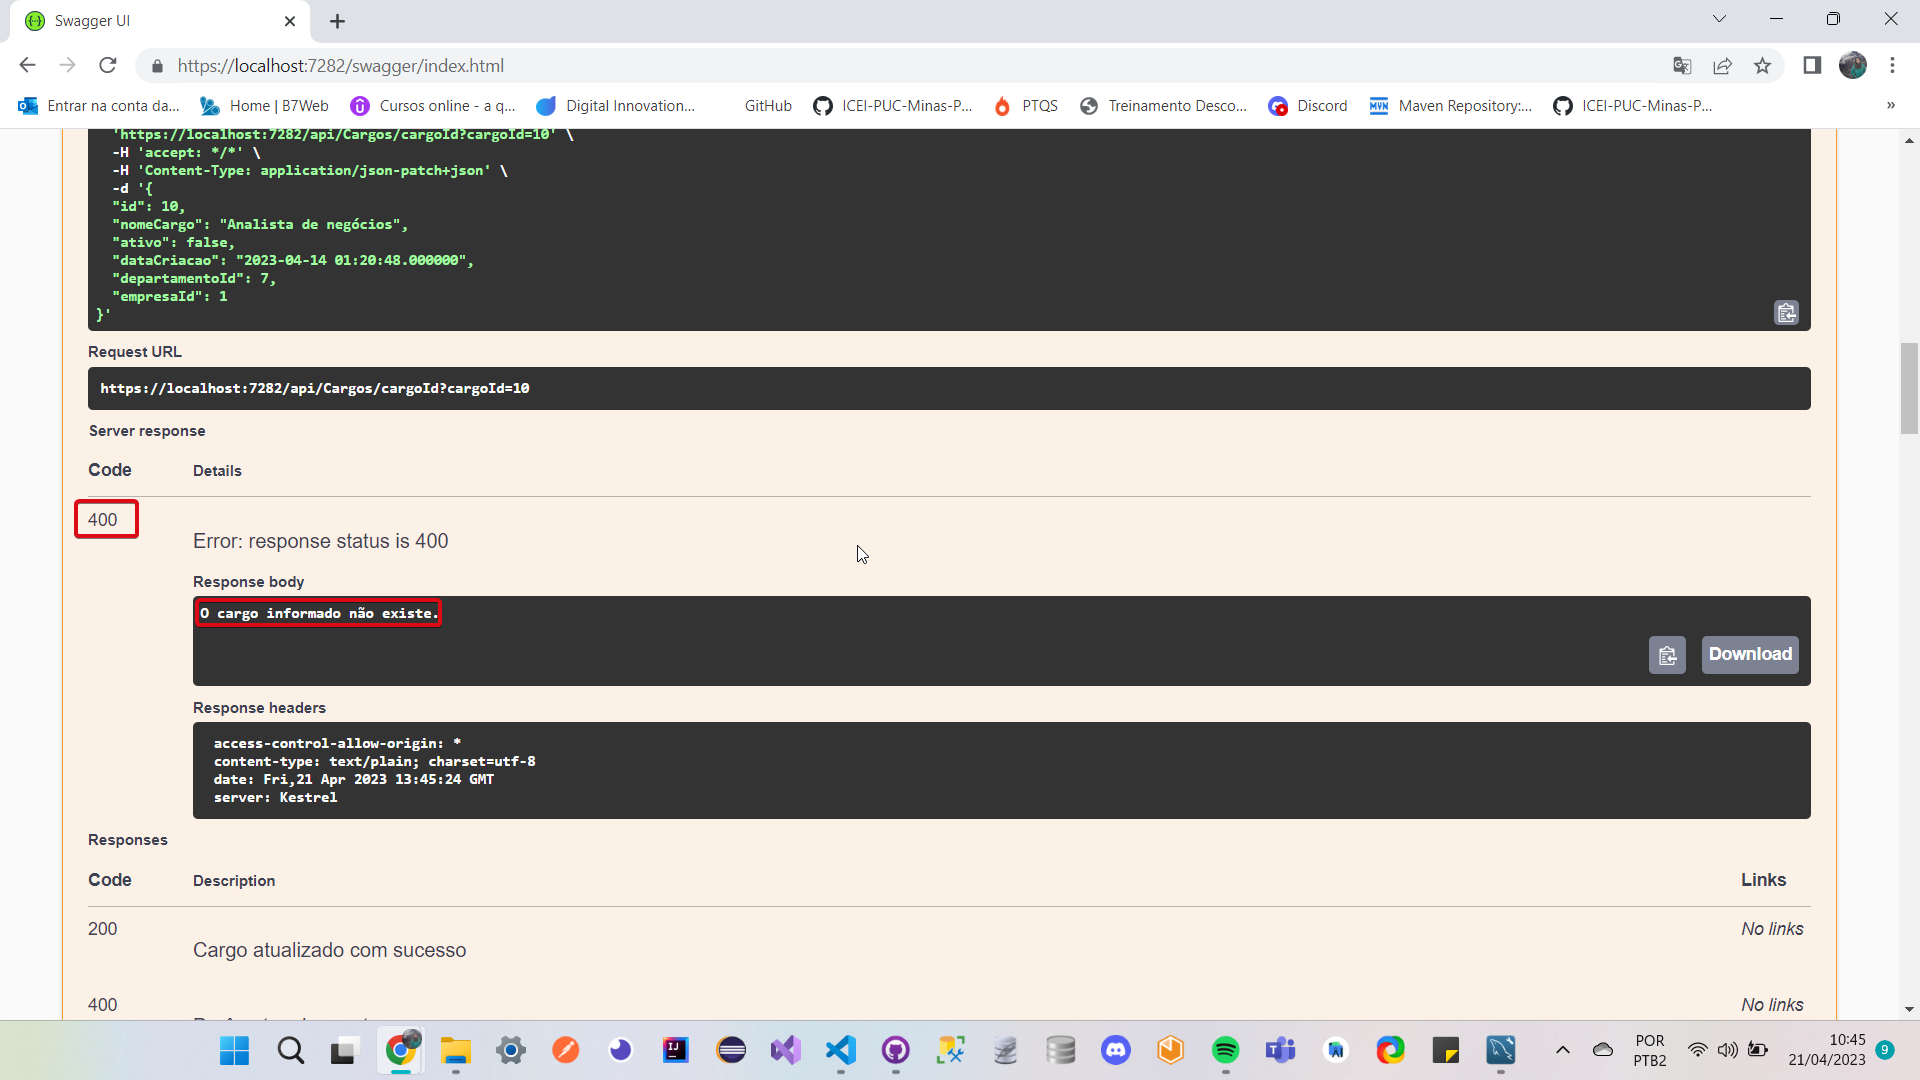 Swagger UI
https://localhost:7282/swagger/index.html
Entrar na conta da...
Home | B7Web
Cursos online - a q...
Digital Innovation...
GitHub
ICEI-PUC-Minas-P...
PTQS
Treinamento Desco...
Discord
Maven Repository:...
ICEI-PUC-Minas-P...
»
'https://localhost:7282/api/Cargos/cargoId?cargoId=10' \
-H 'accept: */*' \
-H 'Content-Type: application/json-patch+json' \
-d '{
"id": 10,
"nomeCargo": "Analista de negócios",
"ativo": false,
"dataCriacao": "2023-04-14 01:20:48.000000",
"departamentoId": 7,
"empresaId": 1
}'
Request URL
https://localhost:7282/api/Cargos/cargoId?cargoId=10
Server response
Code Details
400
Error: response status is 400
Response body
O cargo informado não existe.
Download
Response headers
access-control-allow-origin: *
content-type: text/plain; charset=utf-8
date: Fri,21 Apr 2023 13:45:24 GMT
server: Kestrel
Responses
Code Description Links
200 No links
Cargo atualizado com sucesso
400 No links
POR
PTB2
10:45
21/04/2023
9